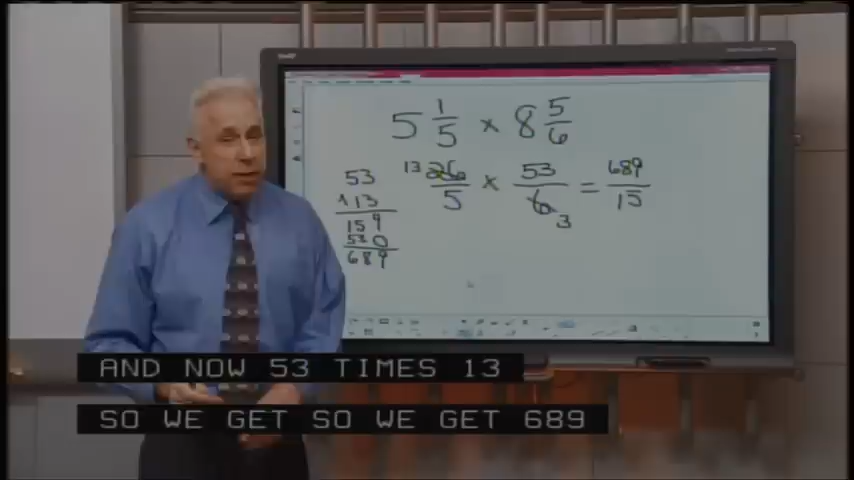 5 1/5 × 8 5/6
13 26/5 × 53/6 3 = 689/15
53
×13
159
530
689
AND NOW 53 TIMES 13
SO WE GET SO WE GET 689